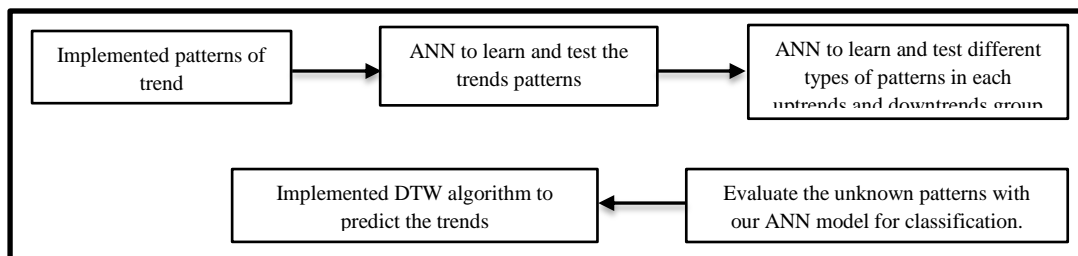 Implemented patterns of
trend
ANN to learn and test the
trends patterns
ANN to learn and test different
types of patterns in each
uptrends and downtrends group
Implemented DTW algorithm to
predict the trends
Evaluate the unknown patterns with
our ANN model for classification.